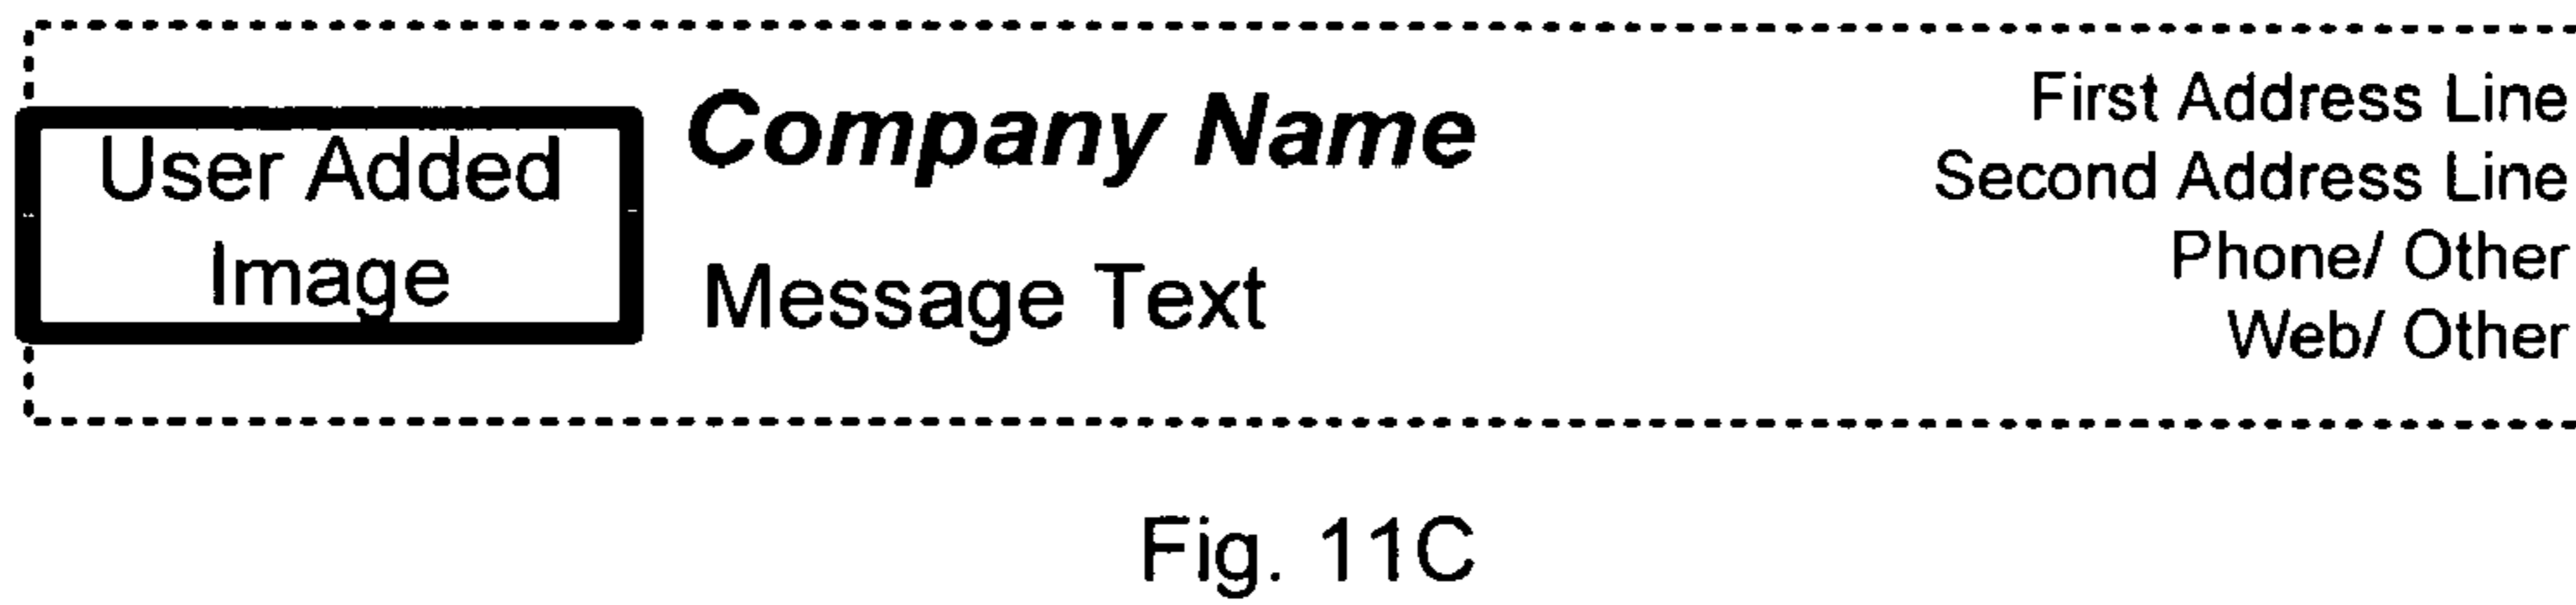 User Added
Image
Company Name
Message Text
First Address Line
Second Address Line
Phone/ Other
Web/ Other
Fig. 11C